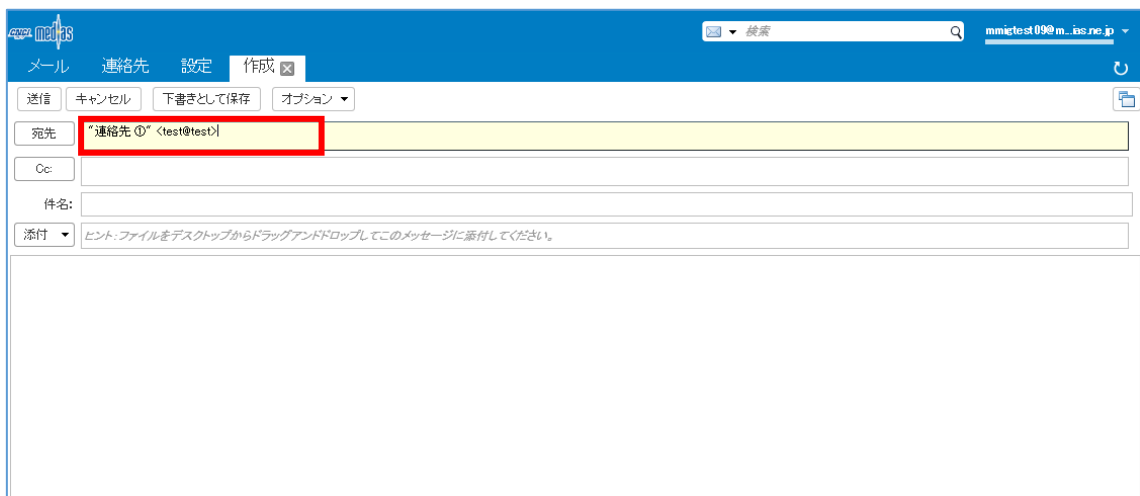 CNCI medias
検索
mmigtest09@m...ias.ne.jp
メール 連絡先 設定 作成
送信 キャンセル 下書きとして保存 オプション
宛先 "連絡先 ①" <test@test>
Cc:
件名:
添付 ヒント:ファイルをデスクトップからドラッグアンドドロップしてこのメッセージに添付してください。